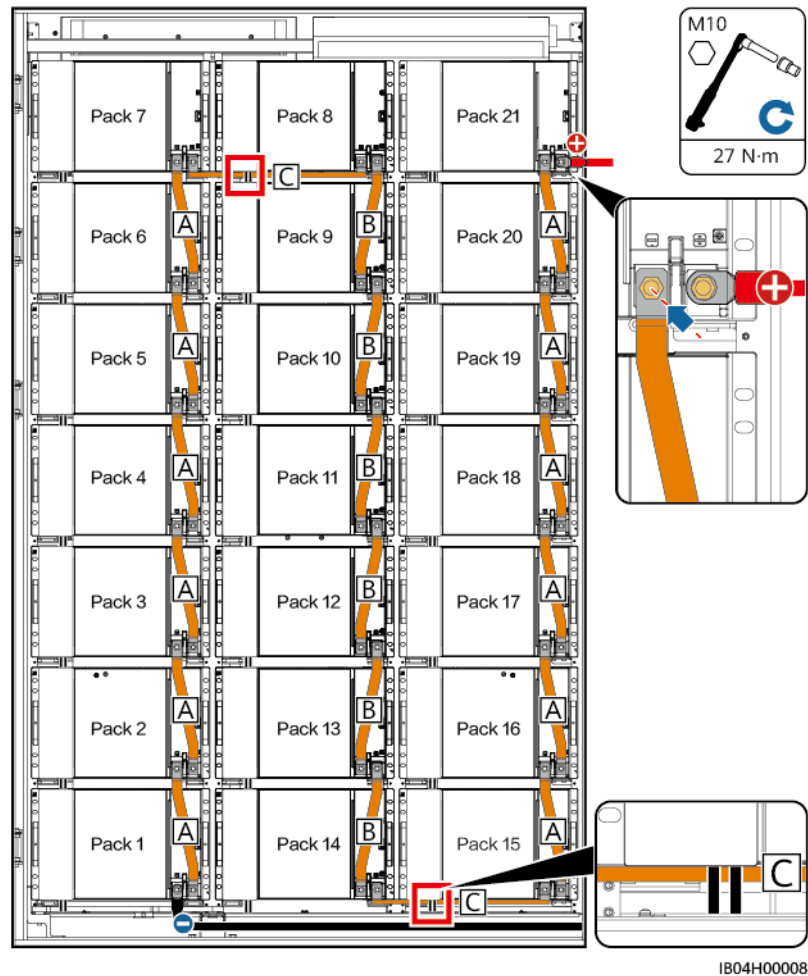 M10
27 N·m
Pack 7
Pack 8
Pack 21
C
A
B
A
Pack 6
Pack 9
Pack 20
A
B
A
Pack 5
Pack 10
Pack 19
A
B
A
Pack 4
Pack 11
Pack 18
A
B
A
Pack 3
Pack 12
Pack 17
A
B
A
Pack 2
Pack 13
Pack 16
A
B
A
Pack 1
Pack 14
Pack 15
C
C
IB04H00008